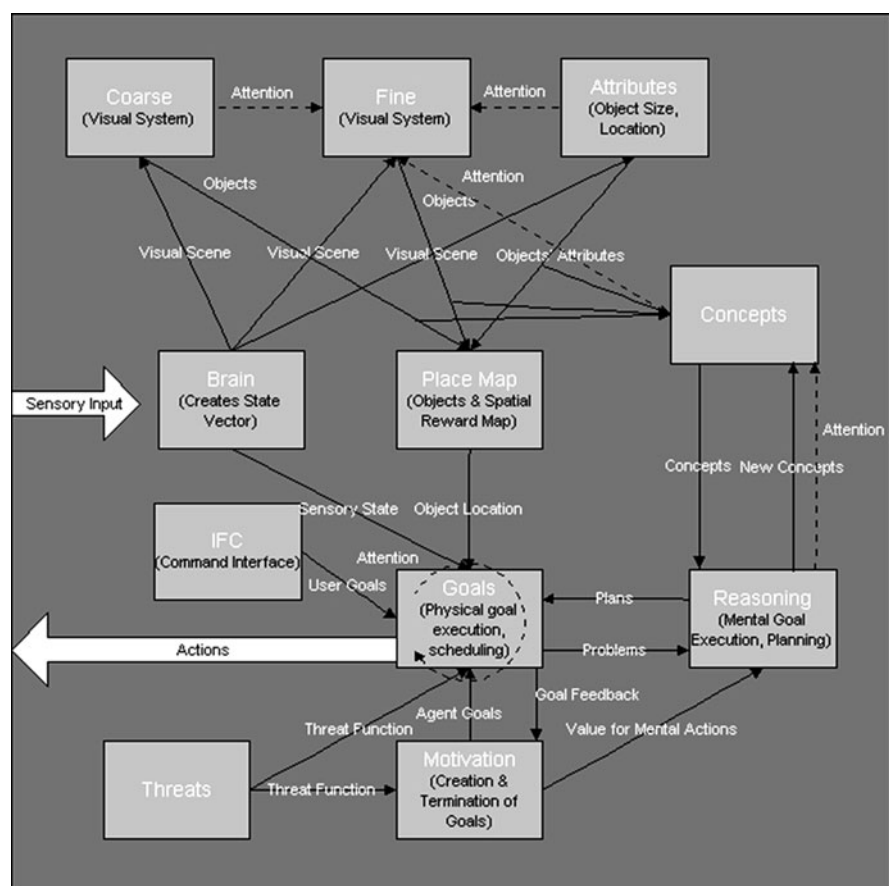 Coarse
(Visual System)
Attention
Fine
(Visual System)
Attention
Attributes
(Object Size,
Location)
Objects
Attention
Objects
Visual Scene
Visual Scene
Visual Scene
Objects' Attributes
Concepts
Sensory Input
Brain
(Creates State
Vector)
Place Map
(Objects & Spatial
Reward Map)
Attention
Concepts
New Concepts
Sensory State
Object Location
IFC
(Command Interface)
Attention
User Goals
Goals
(Physical goal
execution,
scheduling)
Plans
Reasoning
(Mental Goal
Execution, Planning)
Actions
Problems
Goal Feedback
Agent Goals
Threat Function
Value for Mental Actions
Threats
Threat Function
Motivation
(Creation &
Termination of
Goals)